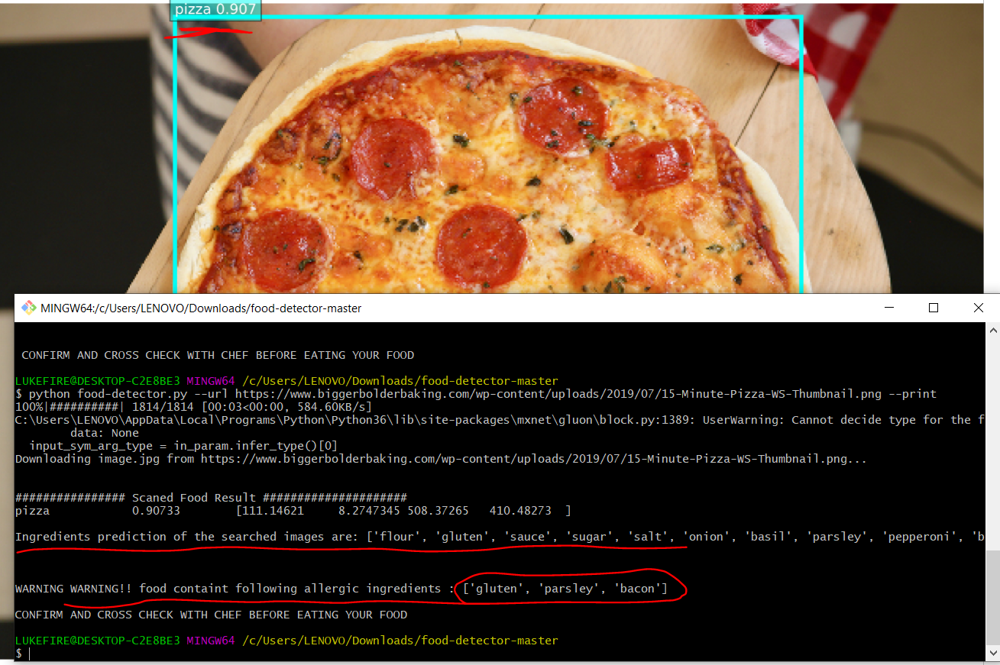 pizza 0.907
MINGW64:/c/Users/LENOVO/Downloads/food-detector-master
CONFIRM AND CROSS CHECK WITH CHEF BEFORE EATING YOUR FOOD
LUKEFIRE@DESKTOP-C2E8BE3 MINGW64 /c/Users/LENOVO/Downloads/food-detector-master
$ python food-detector.py --url https://www.biggerbolderbaking.com/wp-content/uploads/2019/07/15-Minute-Pizza-WS-Thumbnail.png --print
100%|##########| 1814/1814 [00:03<00:00, 584.60KB/s]
C:\Users\LENOVO\AppData\Local\Programs\Python\Python36\lib\site-packages\mxnet\gluon\block.py:1389: UserWarning: Cannot decide type for the f
data: None
input_sym_arg_type = in_param.infer_type()[0]
Downloading image.jpg from https://www.biggerbolderbaking.com/wp-content/uploads/2019/07/15-Minute-Pizza-WS-Thumbnail.png...
################ Scaned Food Result #####################
pizza 0.90733 [111.14621 8.2747345 508.37265 410.48273 ]
Ingredients prediction of the searched images are: ['flour', 'gluten', 'sauce', 'sugar', 'salt', 'onion', 'basil', 'parsley', 'pepperoni', 'b
WARNING WARNING!! food containt following allergic ingredients : ['gluten', 'parsley', 'bacon']
CONFIRM AND CROSS CHECK WITH CHEF BEFORE EATING YOUR FOOD
LUKEFIRE@DESKTOP-C2E8BE3 MINGW64 /c/Users/LENOVO/Downloads/food-detector-master
$